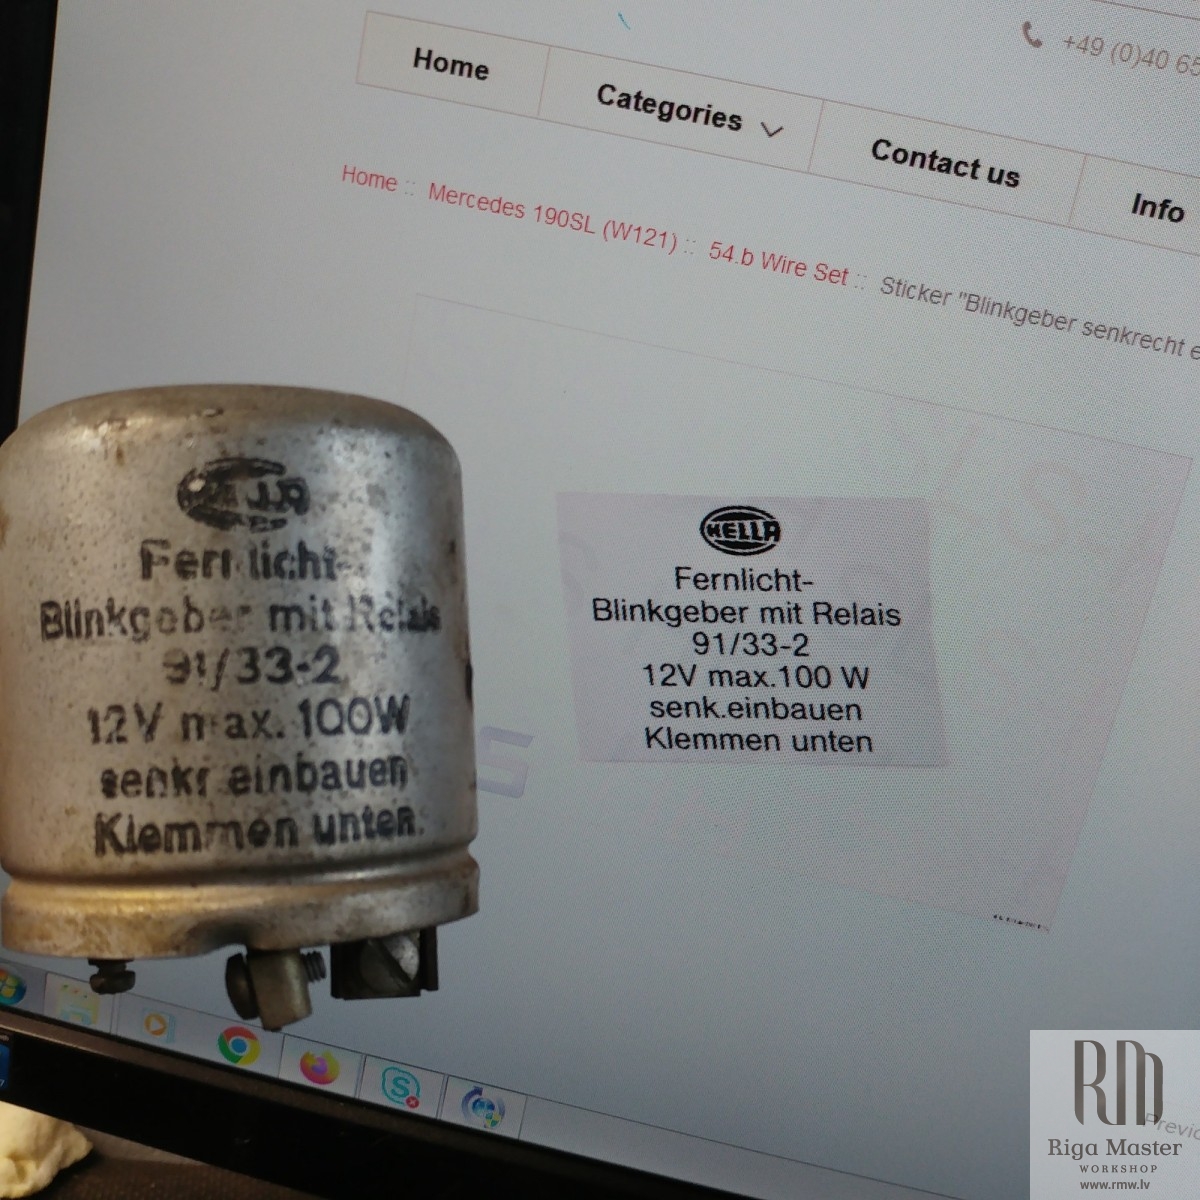 +49 (0)40 65
Home
Categories
Contact us
Info
Home :: Mercedes 190SL (W121) :: 54.b Wire Set :: Sticker "Blinkgeber senkrecht e
HELLA
Fernlicht-
Blinkgeber mit Relais
91/33-2
12V max. 100W
senkr einbauen
Klemmen unten.
HELLA
Fernlicht-
Blinkgeber mit Relais
91/33-2
12V max.100 W
senk.einbauen
Klemmen unten
S
RM
Previo
Riga Master
WORKSHOP
www.rmw.lv